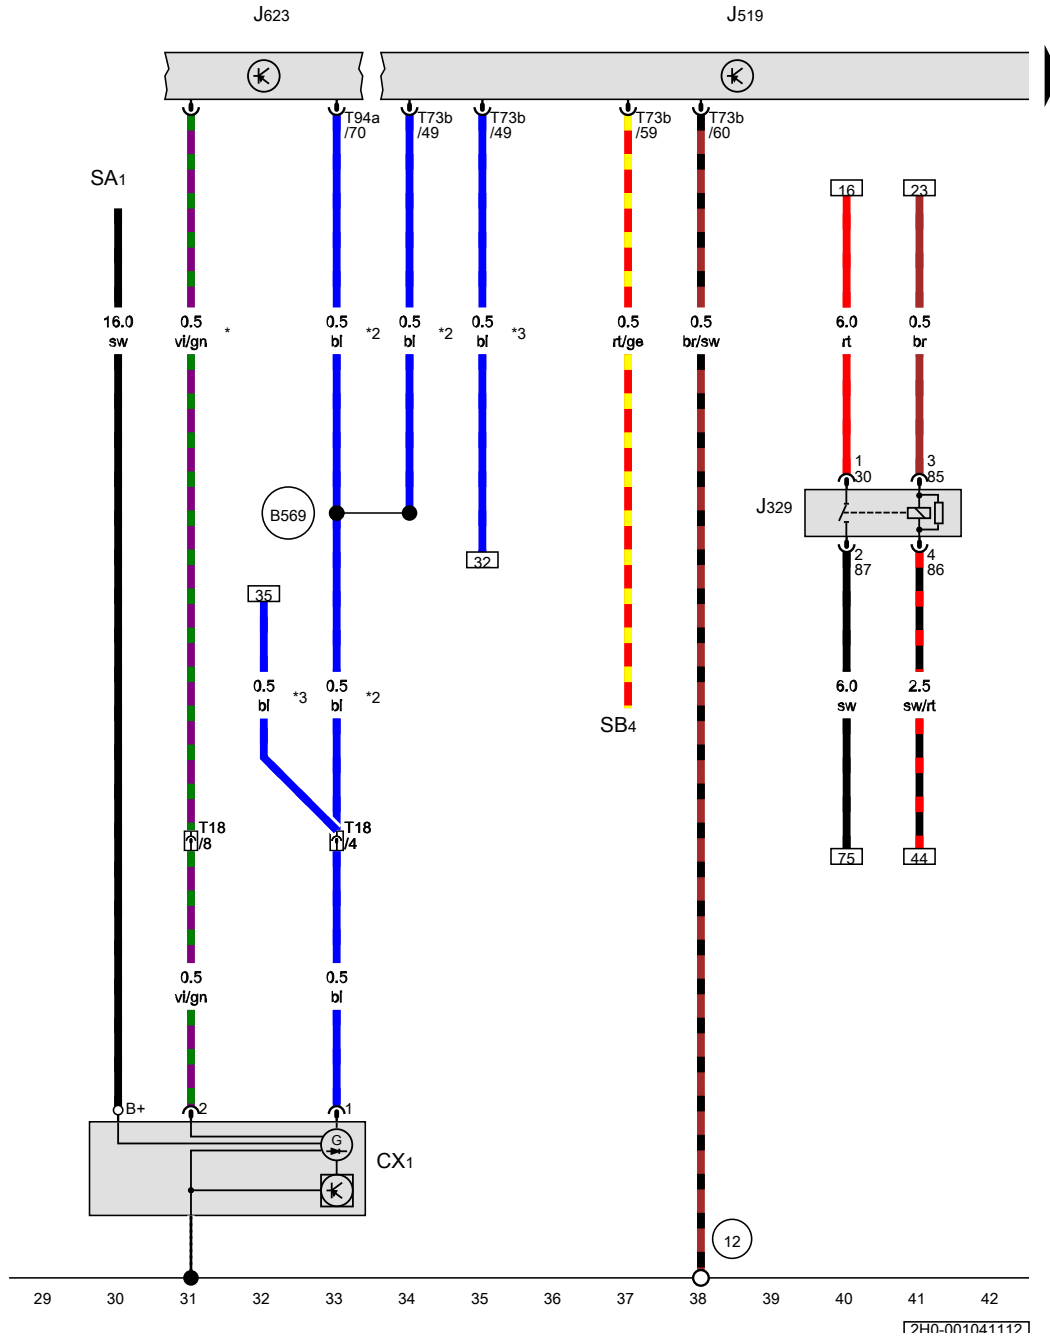 J623
J519
T94a
/70
T73b
/49
T73b
/49
T73b
/59
T73b
/60
SA1
16
23
16.0
sw
0.5
vi/gn
*
0.5
bl
*2
0.5
bl
*2
0.5
bl
*3
0.5
rt/ge
0.5
br/sw
6.0
rt
0.5
br
1
30
3
85
B569
J329
32
2
87
4
86
35
0.5
bl
*3
0.5
bl
*2
SB4
6.0
sw
2.5
sw/rt
T18
/8
T18
/4
75
44
0.5
vi/gn
0.5
bl
B+
2
1
G
CX1
12
29 30 31 32 33 34 35 36 37 38 39 40 41 42
2H0-001041112